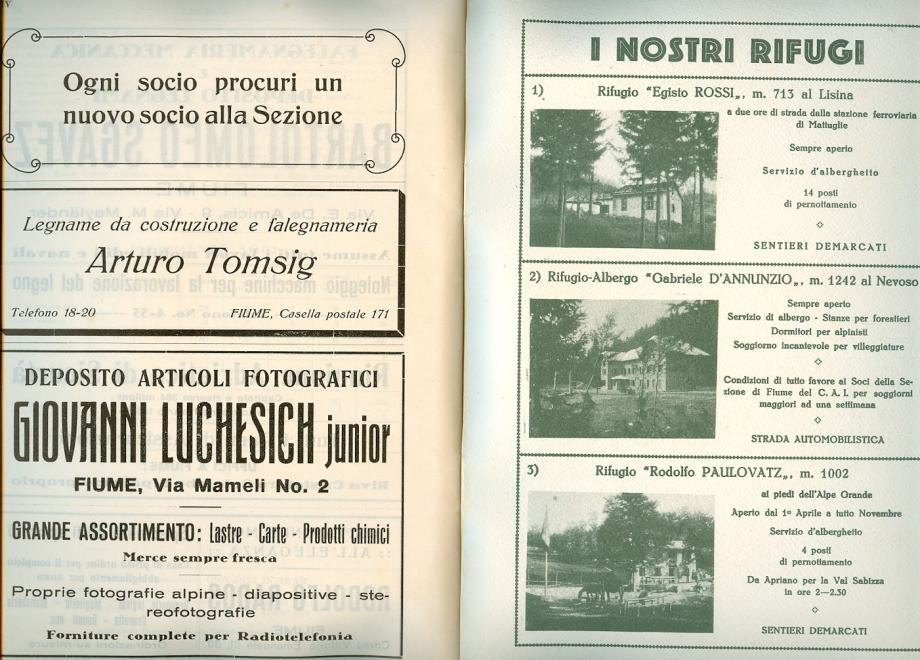 IV
Ogni socio procuri un
nuovo socio alla Sezione
Legname da costruzione e falegnameria
Arturo Tomsig
Telefono 18-20 FIUME, Casella postale 171
DEPOSITO ARTICOLI FOTOGRAFICI
GIOVANNI LUCHESICH junior
FIUME, Via Mameli No. 2
GRANDE ASSORTIMENTO: Lastre - Carte - Prodotti chimici
Merce sempre fresca
Proprie fotografie alpine - diapositive - ste-
reofotografie
Forniture complete per Radiotelefonia
I NOSTRI RIFUGI
1) Rifugio "Egisto ROSSI„, m. 713 al Lisina
a due ore di strada dalla stazione ferroviaria
di Mattuglie
Sempre aperto
Servizio d'alberghetto
14 posti
di pernottamento
SENTIERI DEMARCATI
2) Rifugio-Albergo "Gabriele D'ANNUNZIO„, m. 1242 al Nevoso
Sempre aperto
Servizio di albergo - Stanze per forestieri
Dormitori per alpinisti
Soggiorno incantevole per villeggiature
Condizioni di tutto favore ai Soci della Se-
zione di Fiume del C. A. I. per soggiorni
maggiori ad una settimana
STRADA AUTOMOBILISTICA
3) Rifugio "Rodolfo PAULOVATZ„, m. 1002
ai piedi dell'Alpe Grande
Aperto dal 1º Aprile a tutto Novembre
Servizio d'alberghetto
4 posti
di pernottamento
Da Apriano per la Val Sabizza
in ore 2—2.30
SENTIERI DEMARCATI